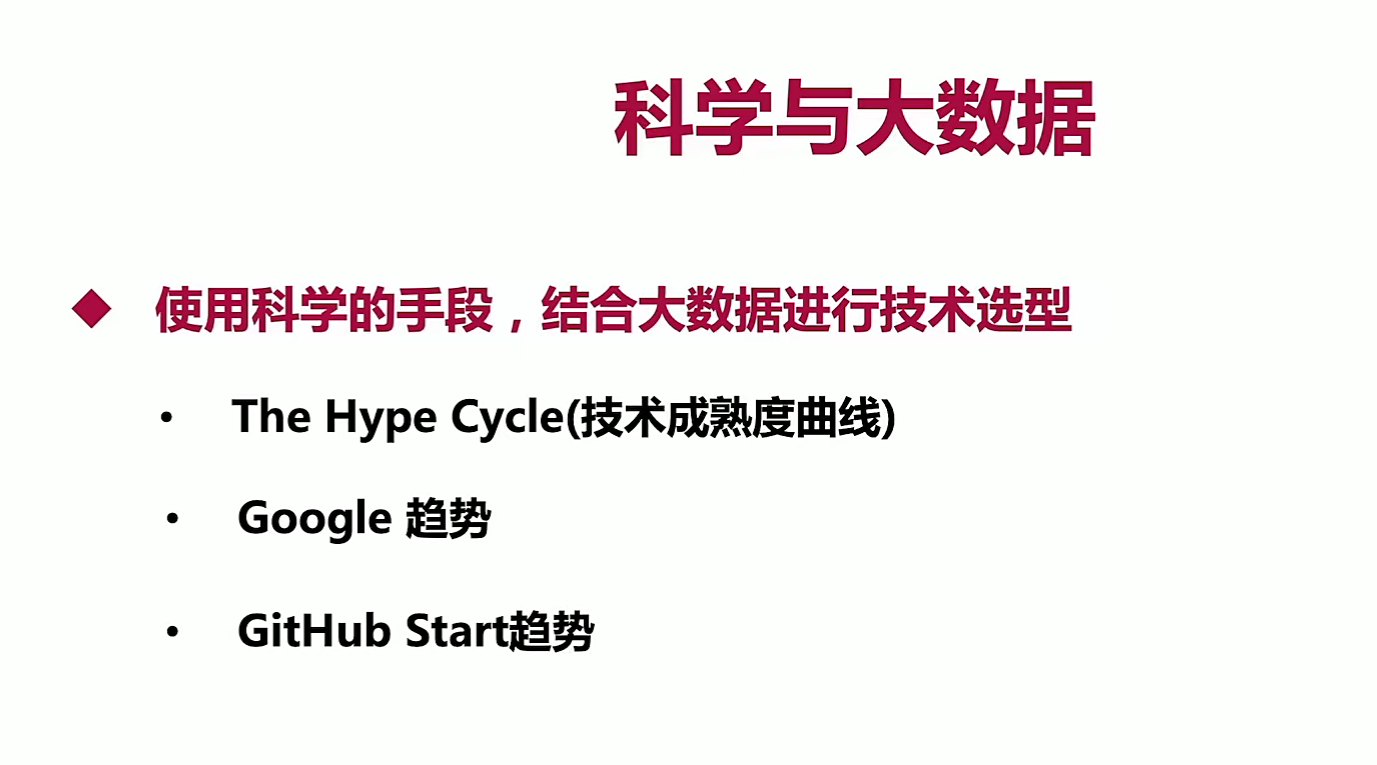 科学与大数据
◆ 使用科学的手段，结合大数据进行技术选型
• The Hype Cycle(技术成熟度曲线)
• Google 趋势
• GitHub Start趋势